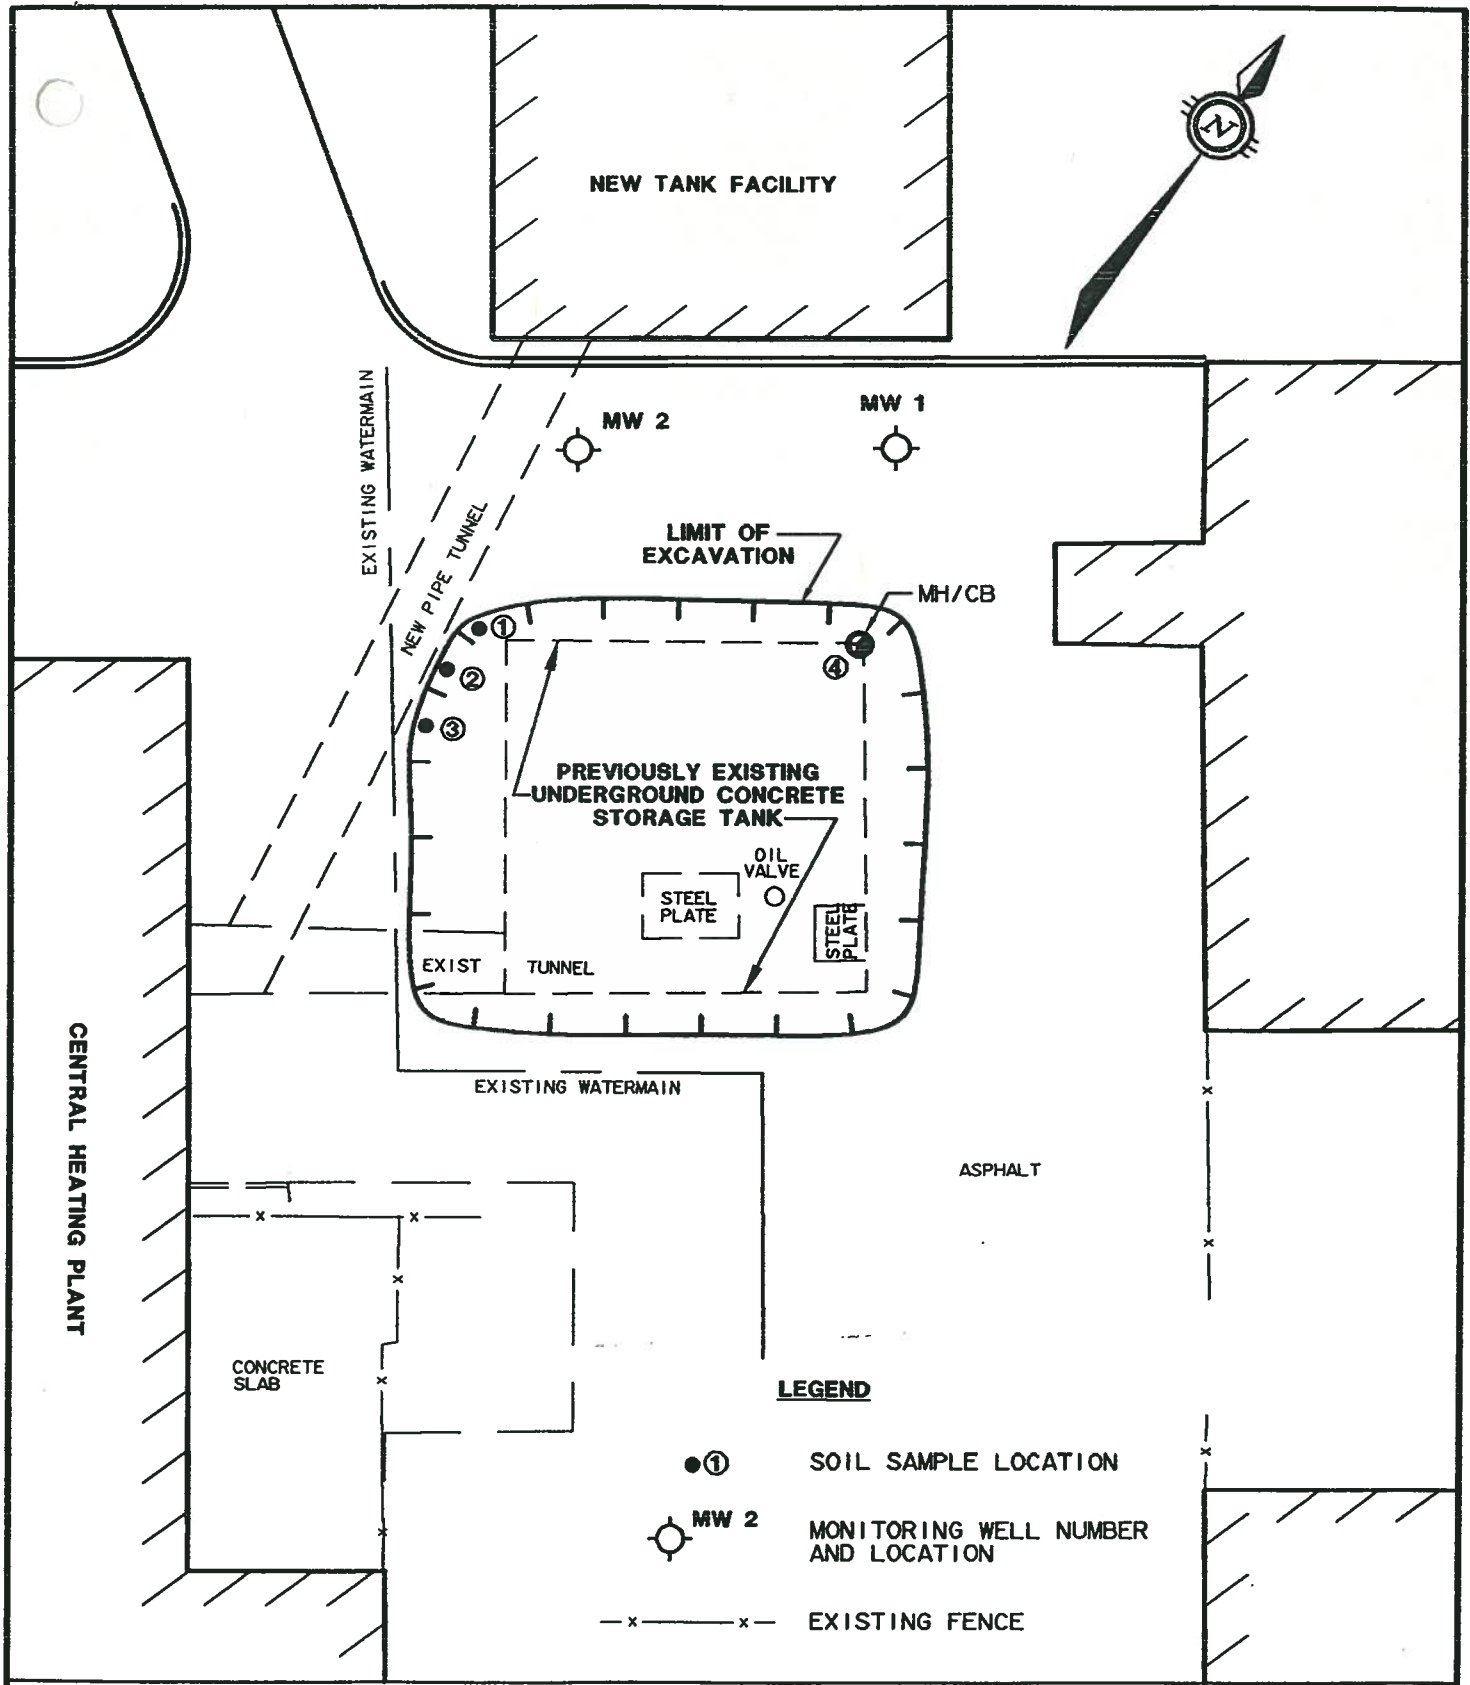 N
NEW TANK FACILITY
MW 1
MW 2
EXISTING WATERMAIN
NEW PIPE TUNNEL
LIMIT OF
EXCAVATION
MH/CB
①
②
③
④
PREVIOUSLY EXISTING
UNDERGROUND CONCRETE
STORAGE TANK
OIL
VALVE
STEEL
PLATE
STEEL
PLATE
EXIST TUNNEL
CENTRAL HEATING PLANT
EXISTING WATERMAIN
ASPHALT
CONCRETE
SLAB
LEGEND
① SOIL SAMPLE LOCATION
MW 2
MONITORING WELL NUMBER
AND LOCATION
EXISTING FENCE